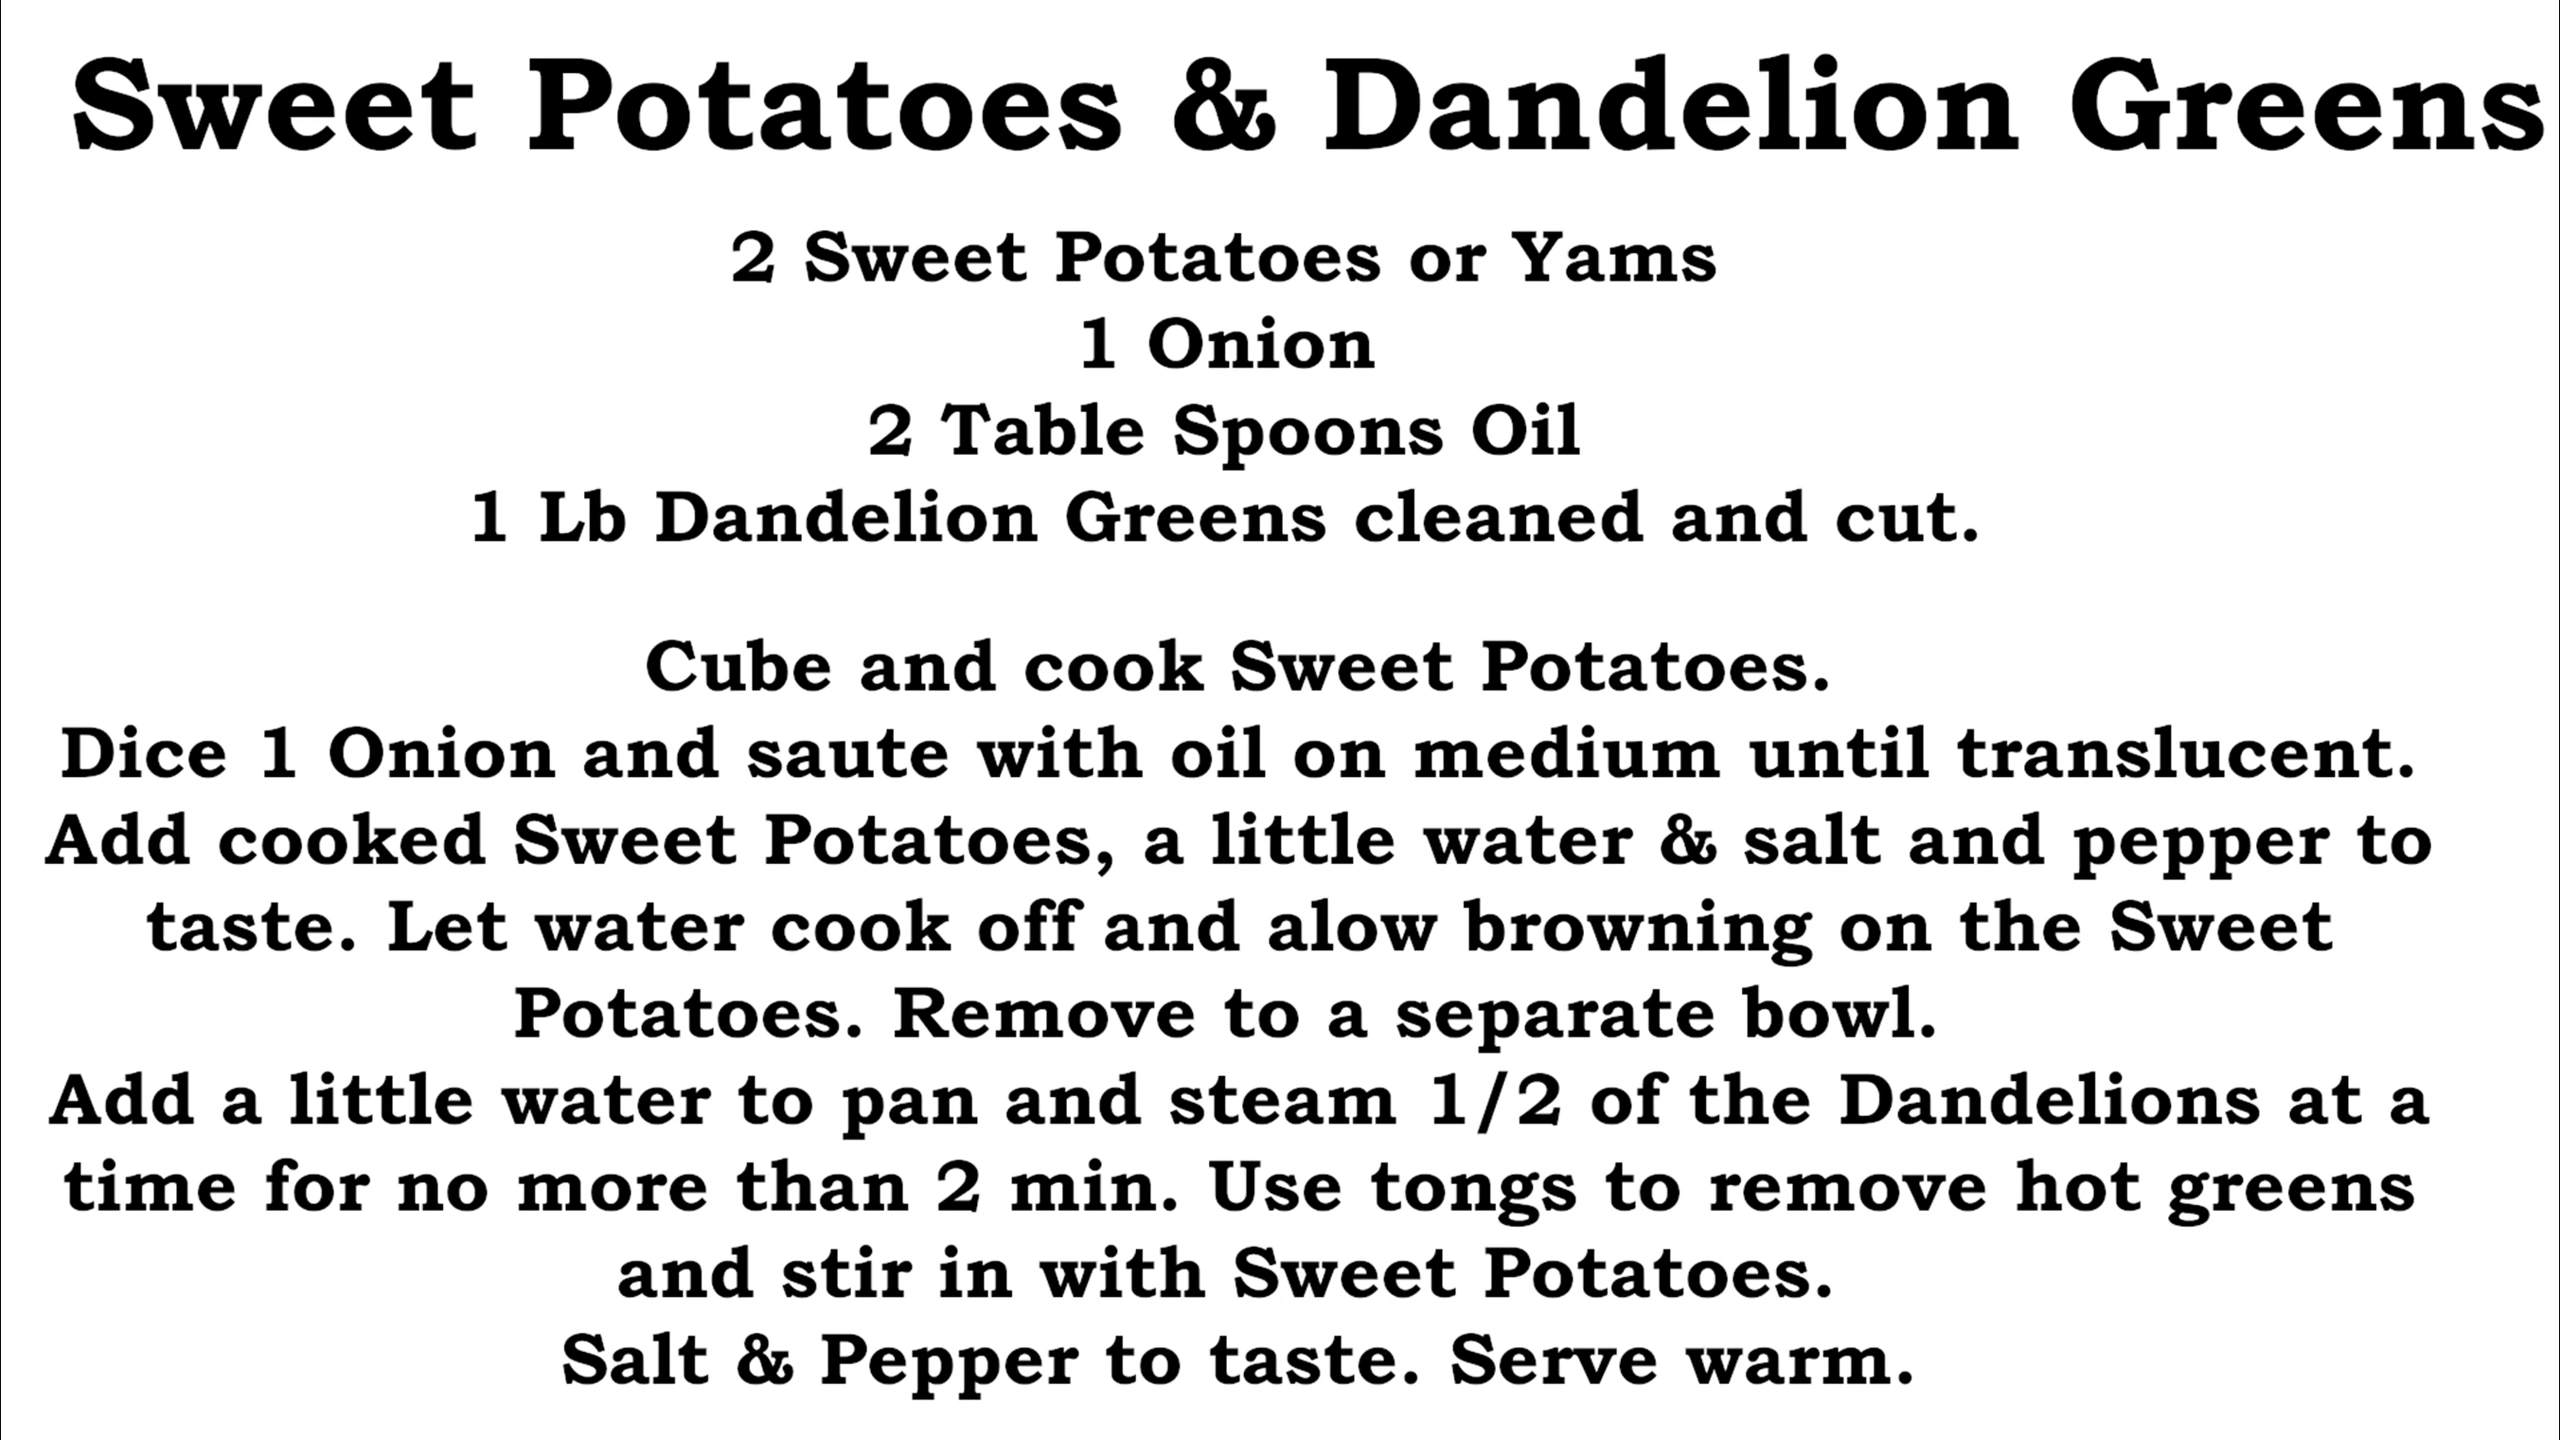 Sweet Potatoes & Dandelion Greens
2 Sweet Potatoes or Yams
1 Onion
2 Table Spoons Oil
1 Lb Dandelion Greens cleaned and cut.
Cube and cook Sweet Potatoes.
Dice 1 Onion and saute with oil on medium until translucent.
Add cooked Sweet Potatoes, a little water & salt and pepper to
taste. Let water cook off and alow browning on the Sweet
Potatoes. Remove to a separate bowl.
Add a little water to pan and steam 1/2 of the Dandelions at a
time for no more than 2 min. Use tongs to remove hot greens
and stir in with Sweet Potatoes.
Salt & Pepper to taste. Serve warm.